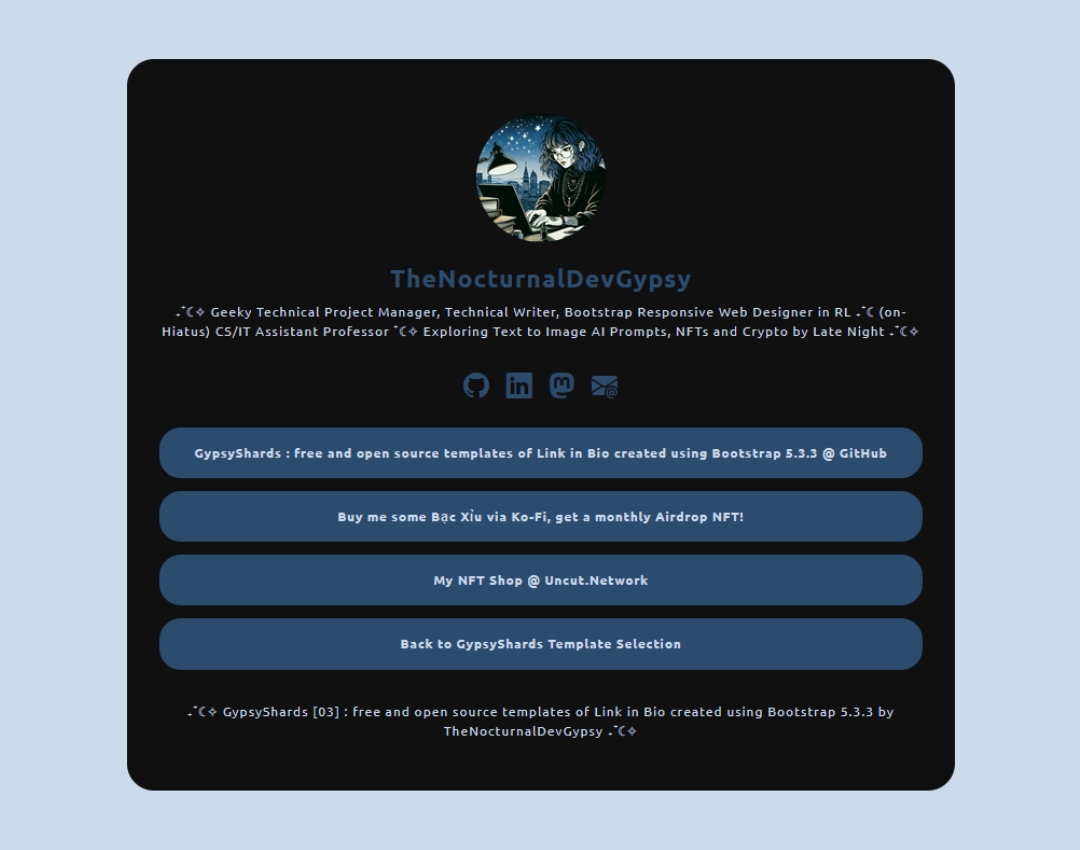 TheNocturnalDevGypsy
₊˚☾✧ Geeky Technical Project Manager, Technical Writer, Bootstrap Responsive Web Designer in RL ₊˚☾ (on-
Hiatus) CS/IT Assistant Professor ˚☾✧ Exploring Text to Image AI Prompts, NFTs and Crypto by Late Night ₊˚☾✧
in
GypsyShards : free and open source templates of Link in Bio created using Bootstrap 5.3.3 @ GitHub
Buy me some Bạc Xỉu via Ko-Fi, get a monthly Airdrop NFT!
My NFT Shop @ Uncut.Network
Back to GypsyShards Template Selection
₊˚☾✧ GypsyShards [03] : free and open source templates of Link in Bio created using Bootstrap 5.3.3 by
TheNocturnalDevGypsy ₊˚☾✧